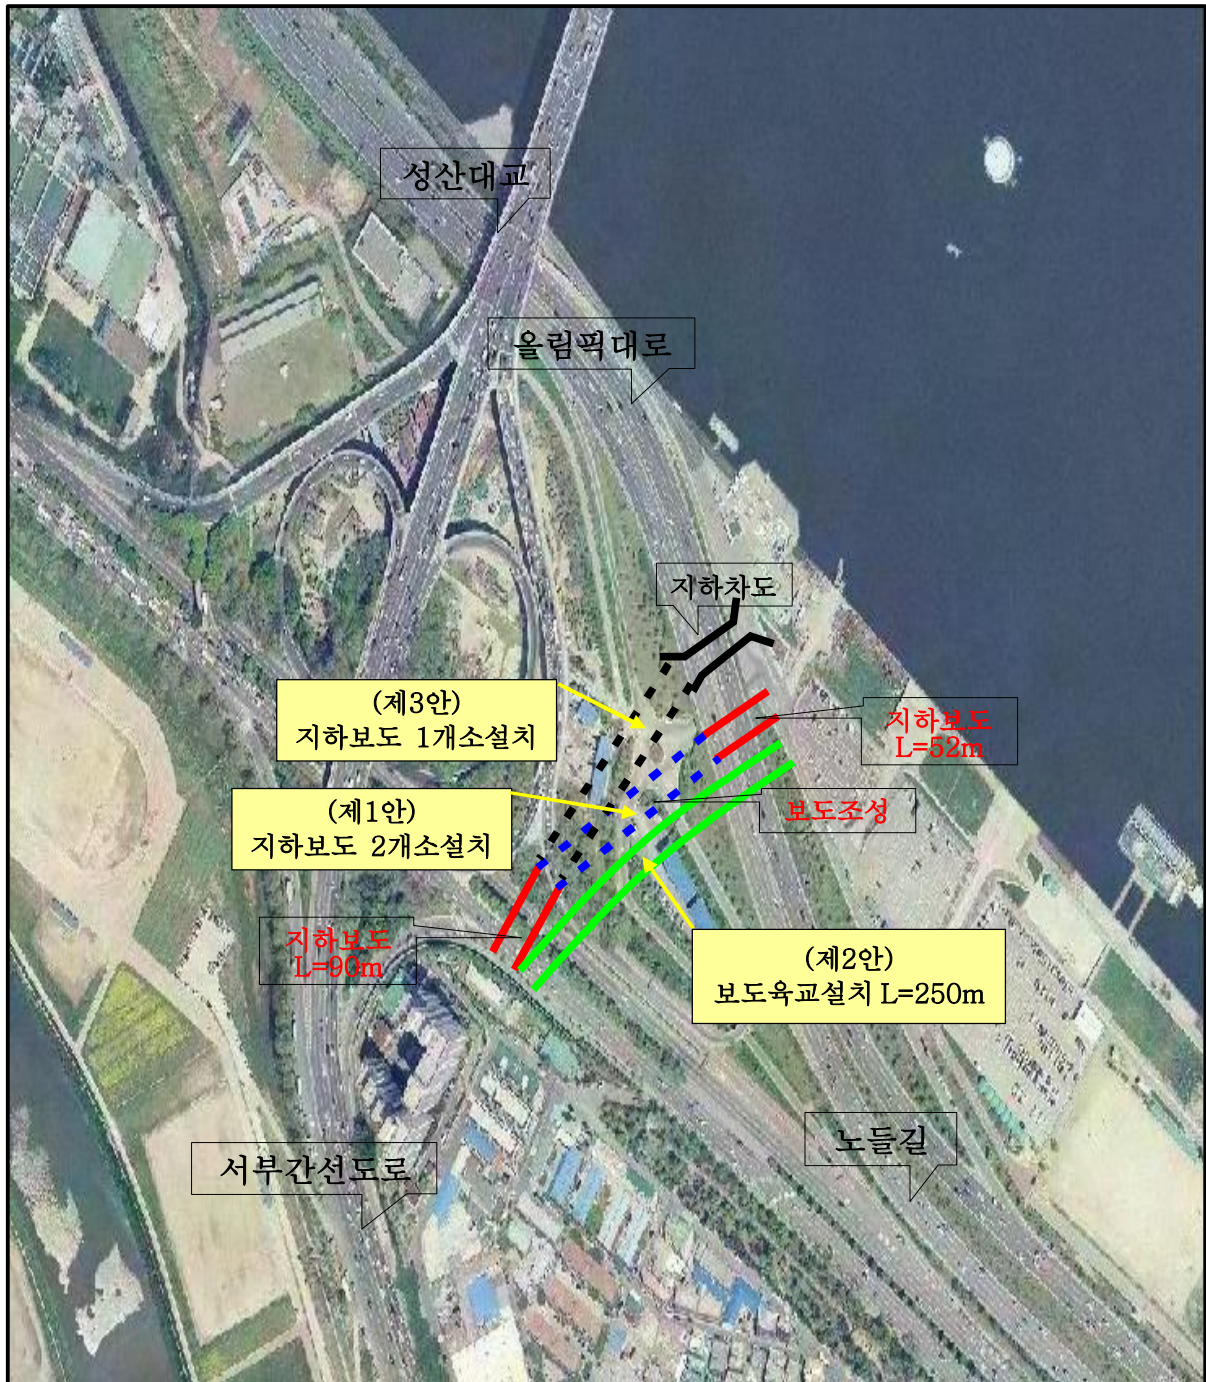 성산대교
올림픽대로
지하차도
(제3안)
지하보도 1개소설치
지하보도
L=52m
(제1안)
지하보도 2개소설치
보도조성
지하보도
L=90m
(제2안)
보도육교설치 L=250m
노들길
서부간선도로